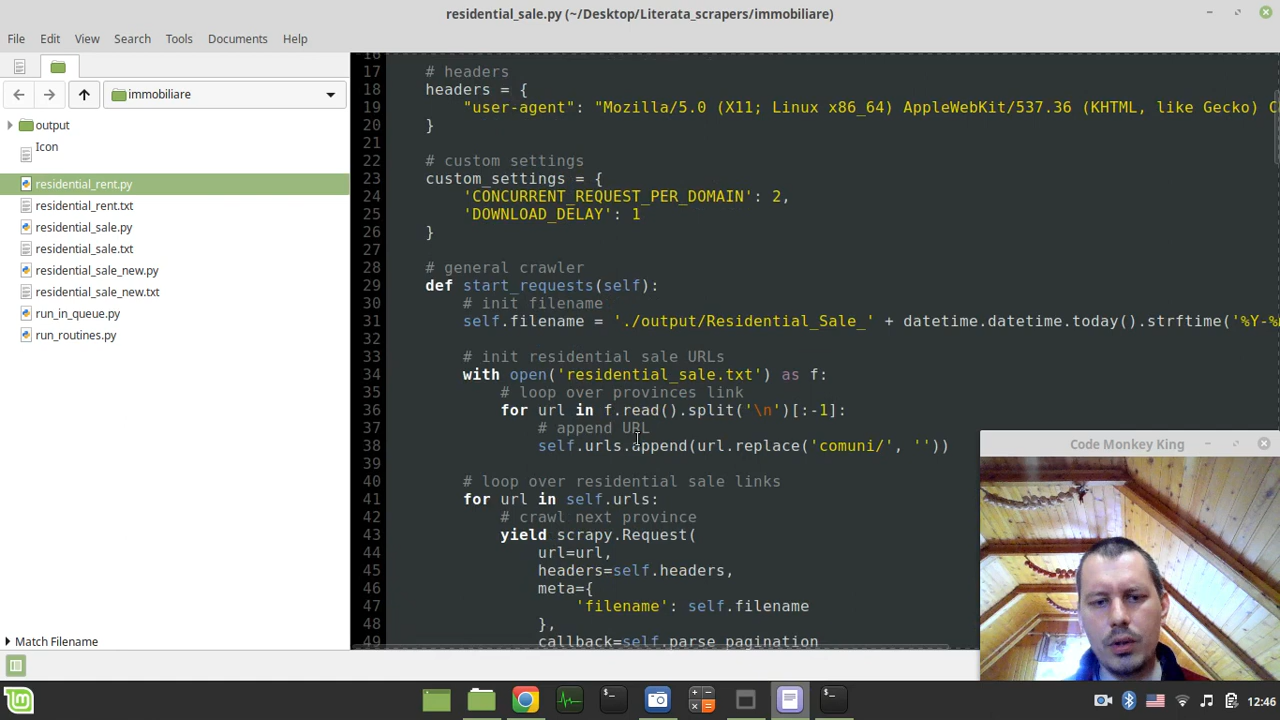 residential_sale.py (~/Desktop/Literata_scrapers/immobiliare)
File Edit View Search Tools Documents Help
immobiliare
output
Icon
residential_rent.py
residential_rent.txt
residential_sale.py
residential_sale.txt
residential_sale_new.py
residential_sale_new.txt
run_in_queue.py
run_routines.py
Match Filename
16
17 # headers
18 headers = {
19 "user-agent": "Mozilla/5.0 (X11; Linux x86_64) AppleWebKit/537.36 (KHTML, like Gecko) C
20 }
21
22 # custom settings
23 custom_settings = {
24 'CONCURRENT_REQUEST_PER_DOMAIN': 2,
25 'DOWNLOAD_DELAY': 1
26 }
27
28 # general crawler
29 def start_requests(self):
30 # init filename
31 self.filename = './output/Residential_Sale_' + datetime.datetime.today().strftime('%Y-%
32
33 # init residential sale URLs
34 with open('residential_sale.txt') as f:
35 # loop over provinces link
36 for url in f.read().split('\n')[:-1]:
37 # append URL
38 self.urls.append(url.replace('comuni/', ''))
39
40 # loop over residential sale links
41 for url in self.urls:
42 # crawl next province
43 yield scrapy.Request(
44 url=url,
45 headers=self.headers,
46 meta={
47 'filename': self.filename
48 },
49 callback=self.parse_pagination
Code Monkey King
12:46